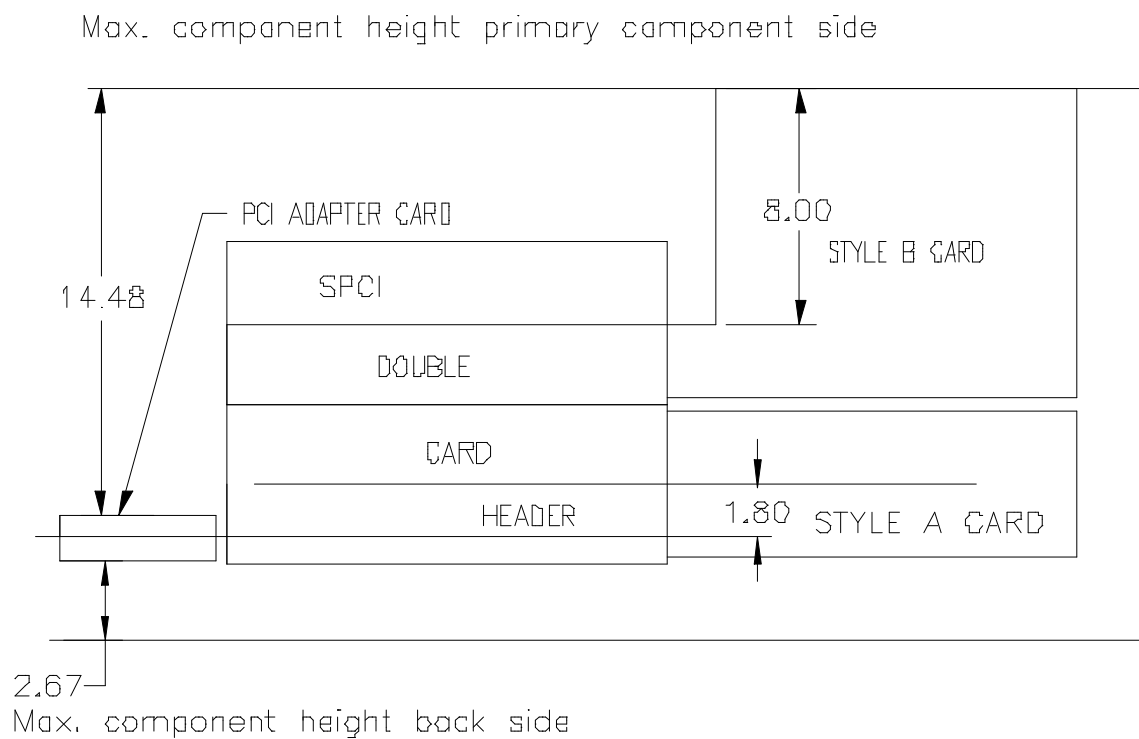 Max. component height primary component side
8.00
PCI ADAPTER CARD
STYLE B CARD
SPCI
14.48
DOUBLE
CARD
HEADER
1.80
STYLE A CARD
2.67
Max. component height back side